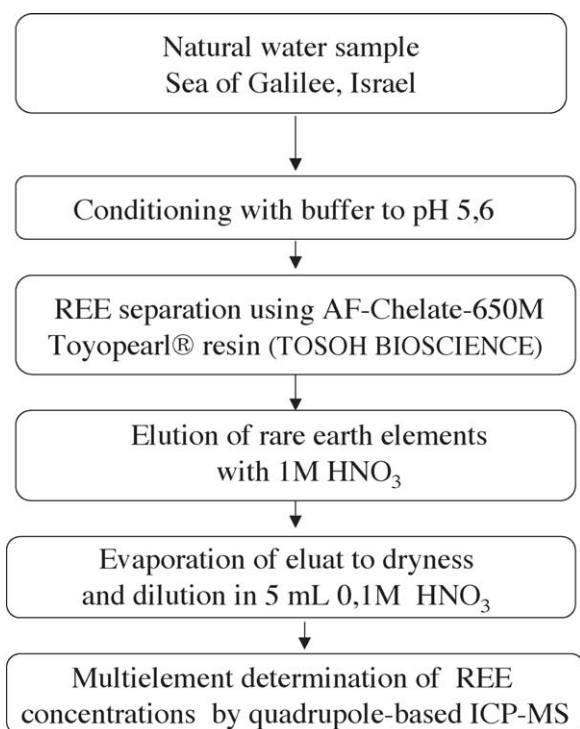 Natural water sample
Sea of Galilee, Israel
Conditioning with buffer to pH 5,6
REE separation using AF-Chelate-650M
Toyopearl® resin (TOSOH BIOSCIENCE)
Elution of rare earth elements
with 1M HNO₃
Evaporation of eluat to dryness
and dilution in 5 mL 0,1M HNO₃
Multielement determination of REE
concentrations by quadrupole-based ICP-MS